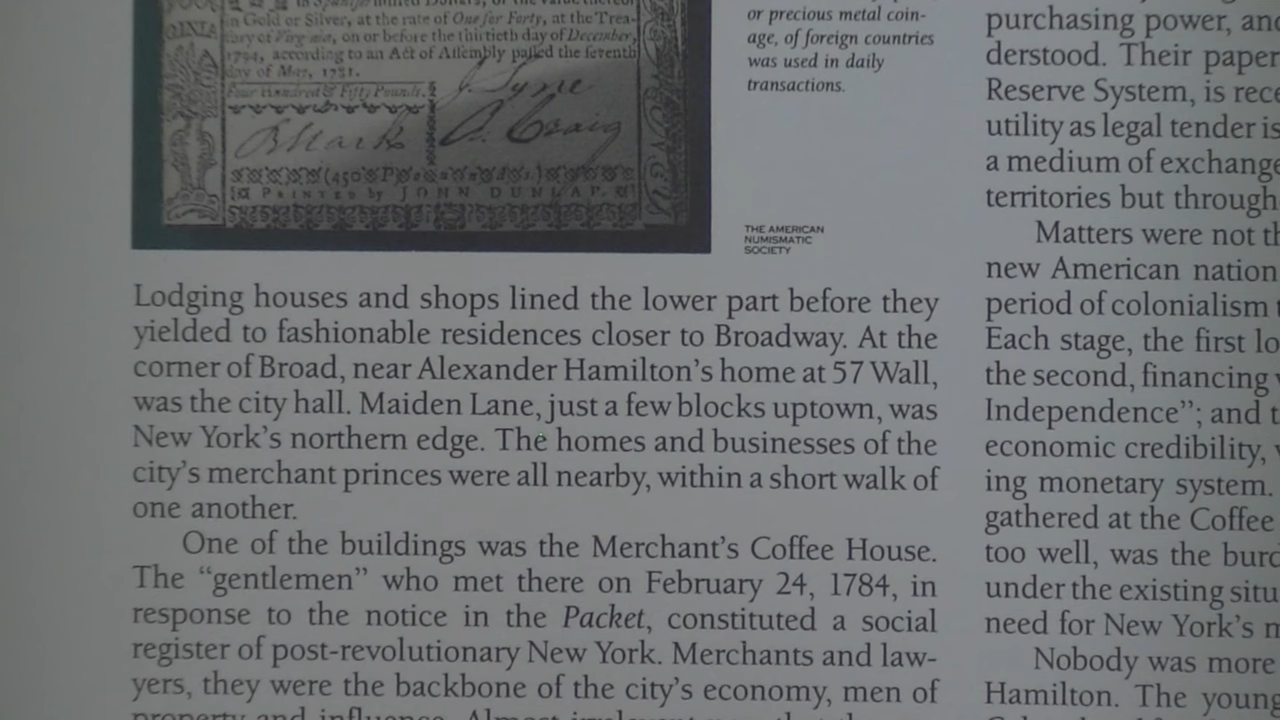 in Gold or Silver, at the rate of One for Forty, at the Trea-
on or before the thirtieth day of December,
1794, according to an Act of Assembly passed the seventh
day of May, 1781.
Four Hundred & Fifty Pounds.
J. Lyne
B Stark
Craig
PRINTED by JOHN DUNLAP.
or precious metal coin-
age, of foreign countries
was used in daily
transactions.
THE AMERICAN
NUMISMATIC
SOCIETY
Lodging houses and shops lined the lower part before they
yielded to fashionable residences closer to Broadway. At the
corner of Broad, near Alexander Hamilton's home at 57 Wall,
was the city hall. Maiden Lane, just a few blocks uptown, was
New York's northern edge. The homes and businesses of the
city's merchant princes were all nearby, within a short walk of
one another.
One of the buildings was the Merchant's Coffee House.
The “gentlemen” who met there on February 24, 1784, in
response to the notice in the Packet, constituted a social
register of post-revolutionary New York. Merchants and law-
yers, they were the backbone of the city's economy, men of
property and influence. Almost
purchasing power, and
derstood. Their paper
Reserve System, is
utility as legal tender is
a medium of exchange
territories but through
Matters were not
new American nation
period of colonialism
Each stage, the first
the second, financing
Independence”; and
economic credibility,
ing monetary system.
gathered at the Coffee
too well, was the
under the existing
need for New York's
Nobody was more
Hamilton. The young